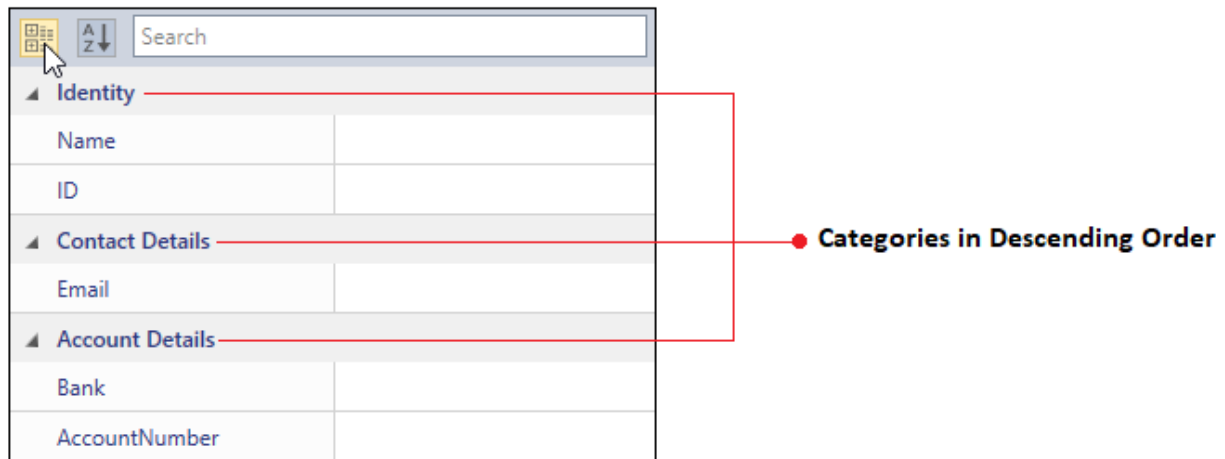 A
Z
Search
Identity
Name
ID
Contact Details
Categories in Descending Order
Email
Account Details
Bank
AccountNumber